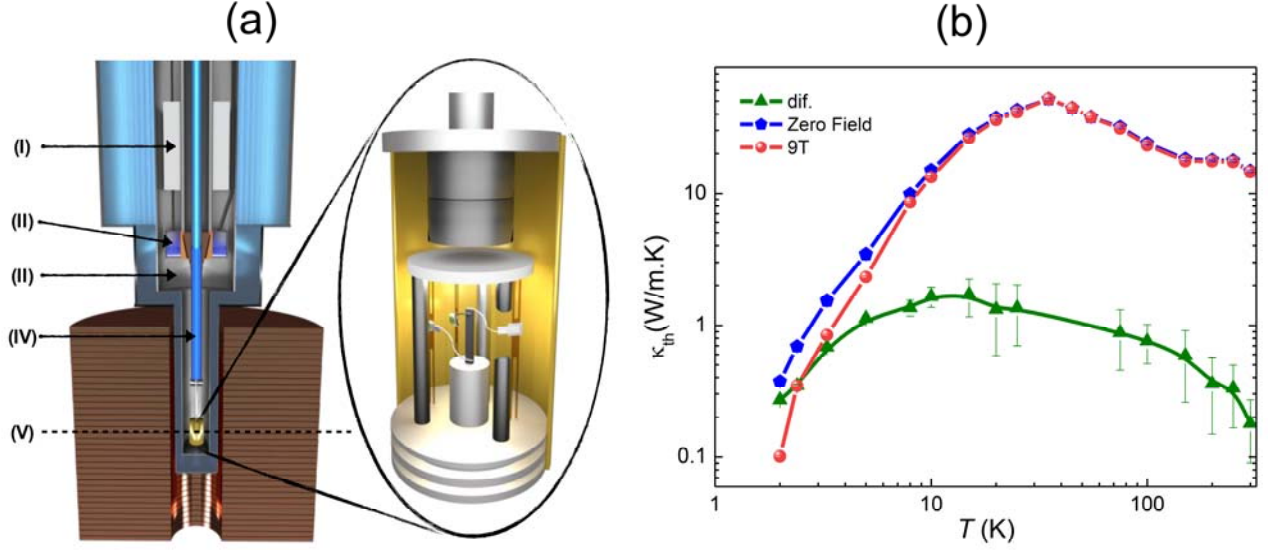 (a)
(I)
(II)
(II)
(IV)
(V)
(b)
dif.
Zero Field
9T
κth(W/m.K)
10
1
0.1
1
10
100
T (K)